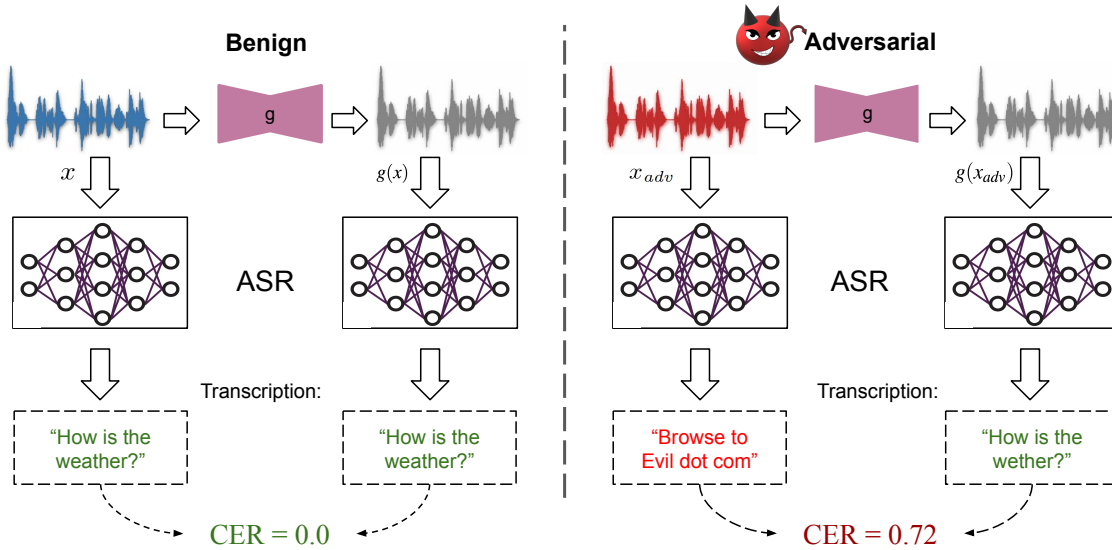 Benign
Adversarial
g
g
x
g(x)
x_adv
g(x_adv)
ASR
ASR
Transcription:
Transcription:
“How is the
weather?”
“How is the
weather?”
“Browse to
Evil dot com”
“How is the
wether?”
CER = 0.0
CER = 0.72